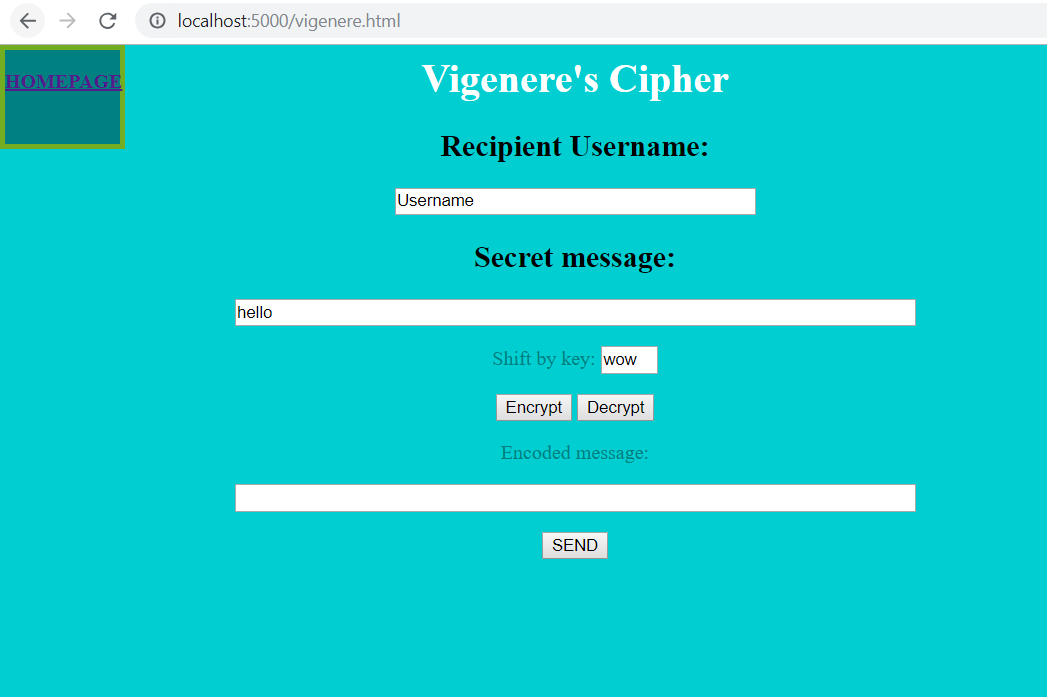 localhost:5000/vigenere.html
HOMEPAGE
Vigenere's Cipher
Recipient Username:
Username
Secret message:
hello
Shift by key: wow
Encrypt Decrypt
Encoded message:
SEND